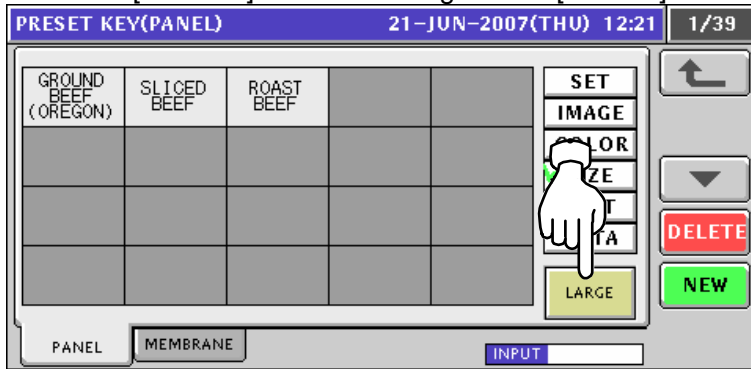 PRESET KEY(PANEL) 21-JUN-2007(THU) 12:21 1/39
GROUND
BEEF
(OREGON)
SLICED
BEEF
ROAST
BEEF
SET
IMAGE
LARGE
DELETE
NEW
PANEL
MEMBRANE
INPUT